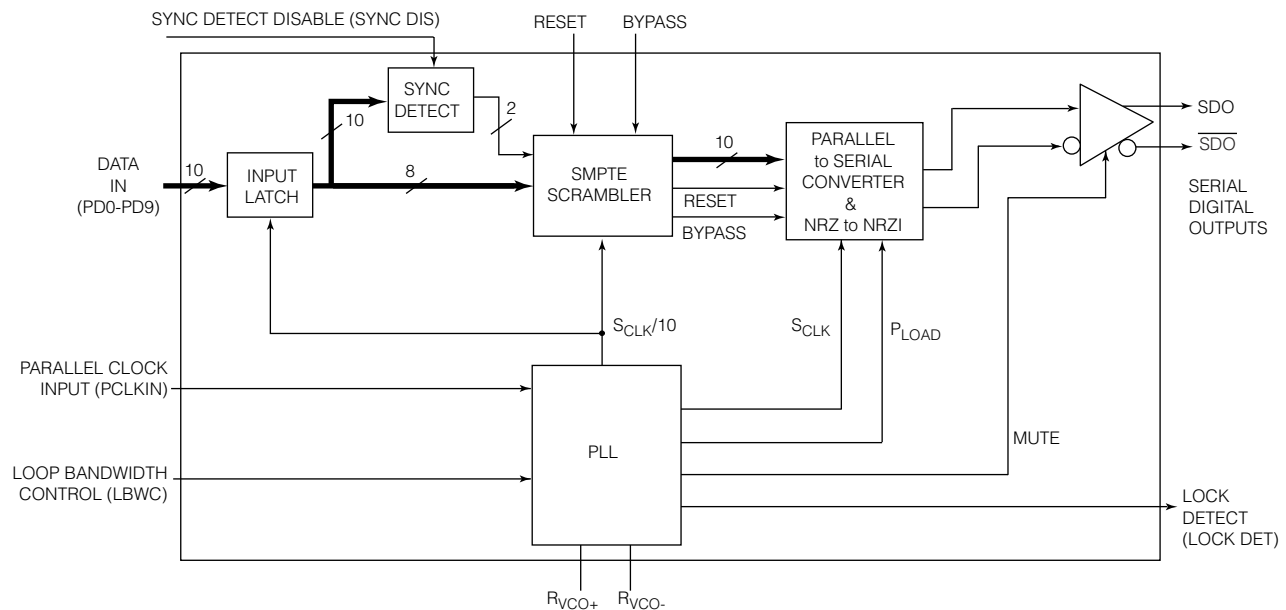 SYNC DETECT DISABLE (SYNC DIS)
RESET
BYPASS
SYNC
DETECT
2
10
DATA
IN
(PD0-PD9)
10
INPUT
LATCH
8
SMPTE
SCRAMBLER
10
RESET
BYPASS
PARALLEL
to SERIAL
CONVERTER
&
NRZ to NRZI
SDO
SDO
SERIAL
DIGITAL
OUTPUTS
SCLK/10
SCLK
PLOAD
PARALLEL CLOCK
INPUT (PCLKIN)
PLL
MUTE
LOOP BANDWIDTH
CONTROL (LBWC)
LOCK
DETECT
(LOCK DET)
RVCO+
RVCO-